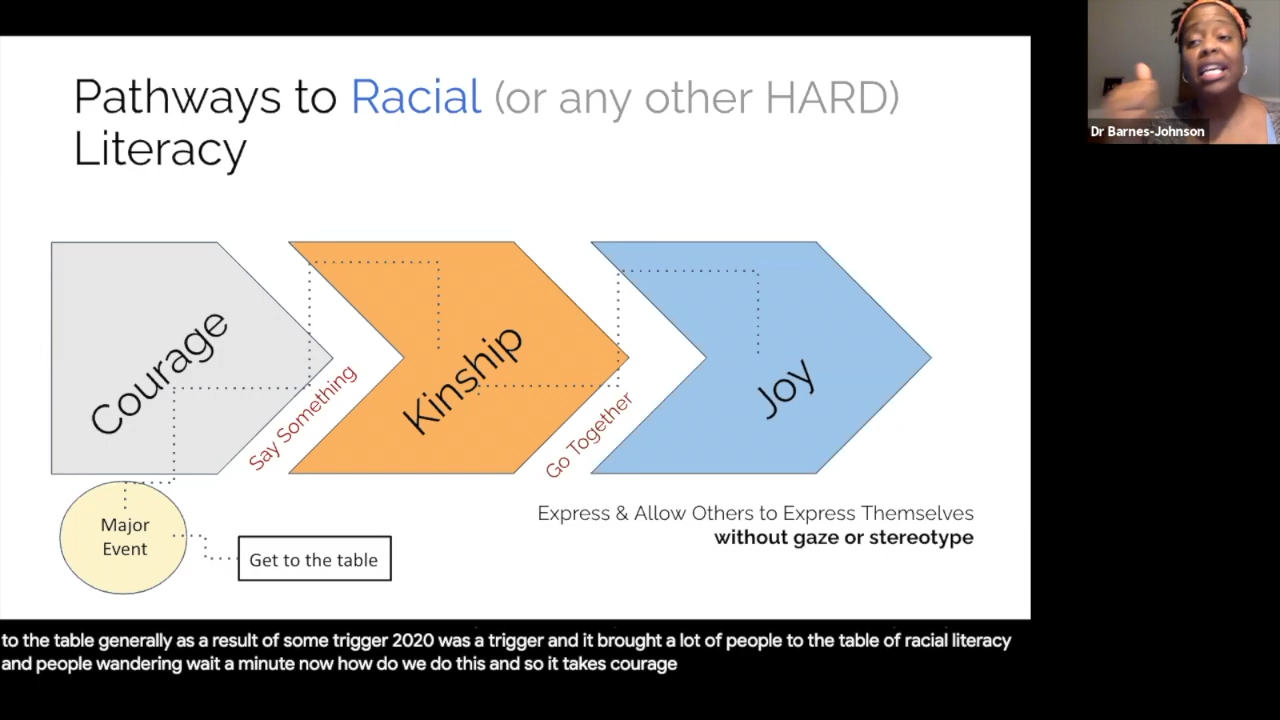 Pathways to Racial (or any other HARD)
Literacy
Dr Barnes-Johnson
Courage
Say Something
Kinship
Go Together
Joy
Major
Event
Get to the table
Express & Allow Others to Express Themselves
without gaze or stereotype
to the table generally as a result of some trigger 2020 was a trigger and it brought a lot of people to the table of racial literacy
and people wandering wait a minute now how do we do this and so it takes courage